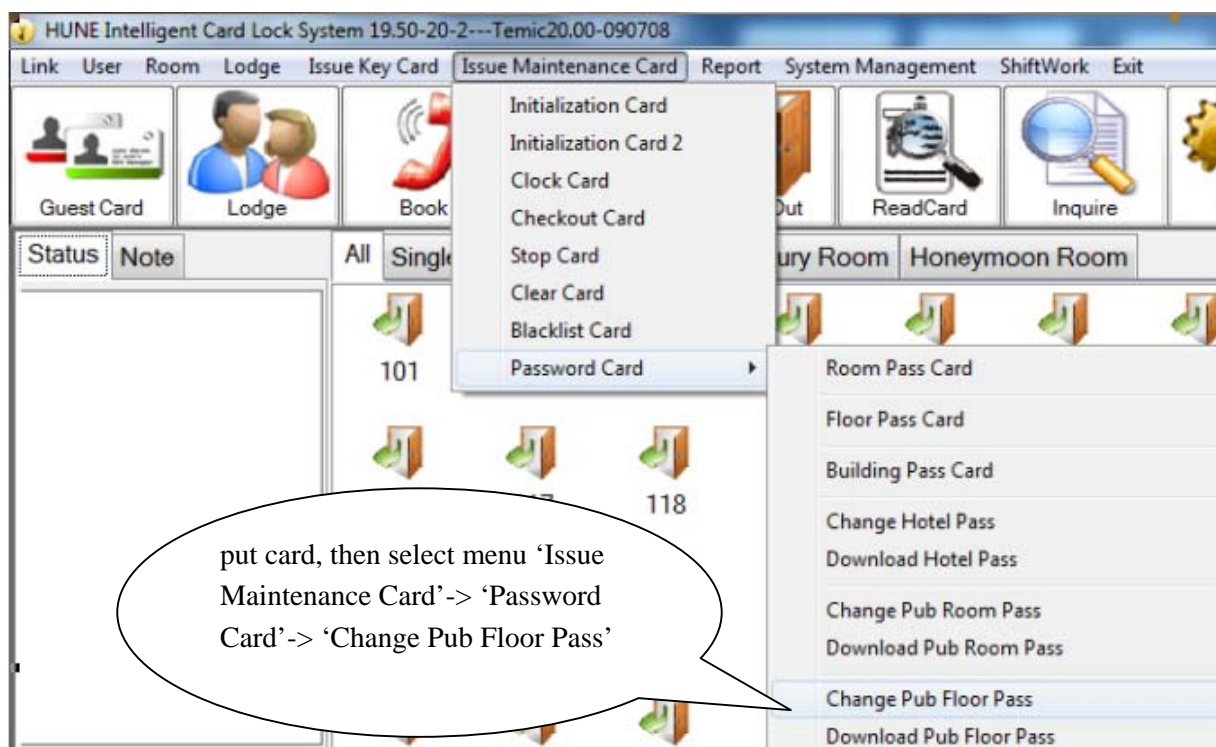 HUNE Intelligent Card Lock System 19.50-20-2---Temic20.00-090708
Link User Room Lodge Issue Key Card Issue Maintenance Card Report System Management ShiftWork Exit
Initialization Card
Initialization Card 2
Clock Card
Checkout Card
Stop Card
Clear Card
Blacklist Card
Password Card
Guest Card Lodge Book Out ReadCard Inquire
Status Note All Single ury Room Honeymoon Room
101
Room Pass Card
Floor Pass Card
Building Pass Card
Change Hotel Pass
Download Hotel Pass
Change Pub Room Pass
Download Pub Room Pass
Change Pub Floor Pass
Download Pub Floor Pass
118
put card, then select menu ‘Issue
Maintenance Card’-> ‘Password
Card’-> ‘Change Pub Floor Pass’